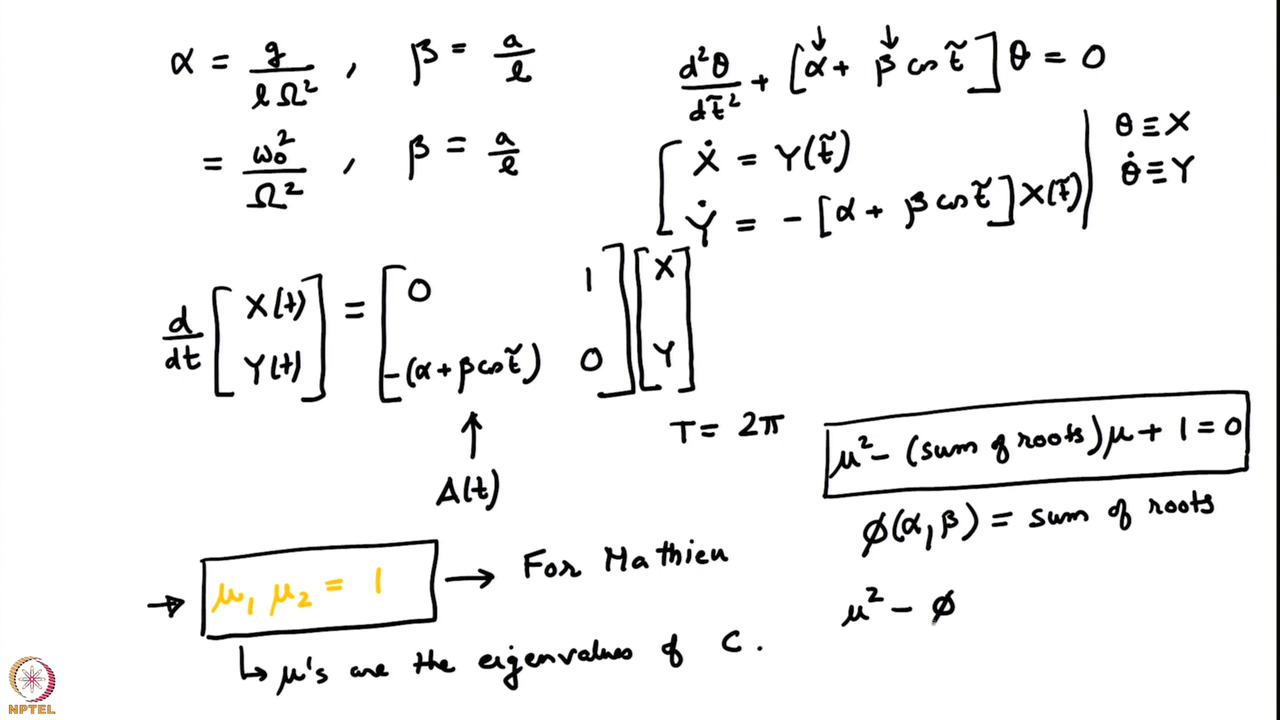 α = g / (l Ω²) , β = a / l
= ω₀² / Ω² , β = a / l
d²θ/dt̃² + [α + β cos t̃] θ = 0
Ẋ = Y(t̃)
Ẏ = - [α + β cos t̃] X(t̃)
θ ≡ X
θ̇ ≡ Y
d/dt [X(t) Y(t)] = [0 1 -(α + β cos t̃) 0] [X Y]
A(t)
T = 2π
μ² - (sum of roots) μ + 1 = 0
ϕ(α, β) = sum of roots
μ² - ϕ
μ₁ μ₂ = 1 → For Mathieu
↳ μ's are the eigenvalues of C.
NPTEL